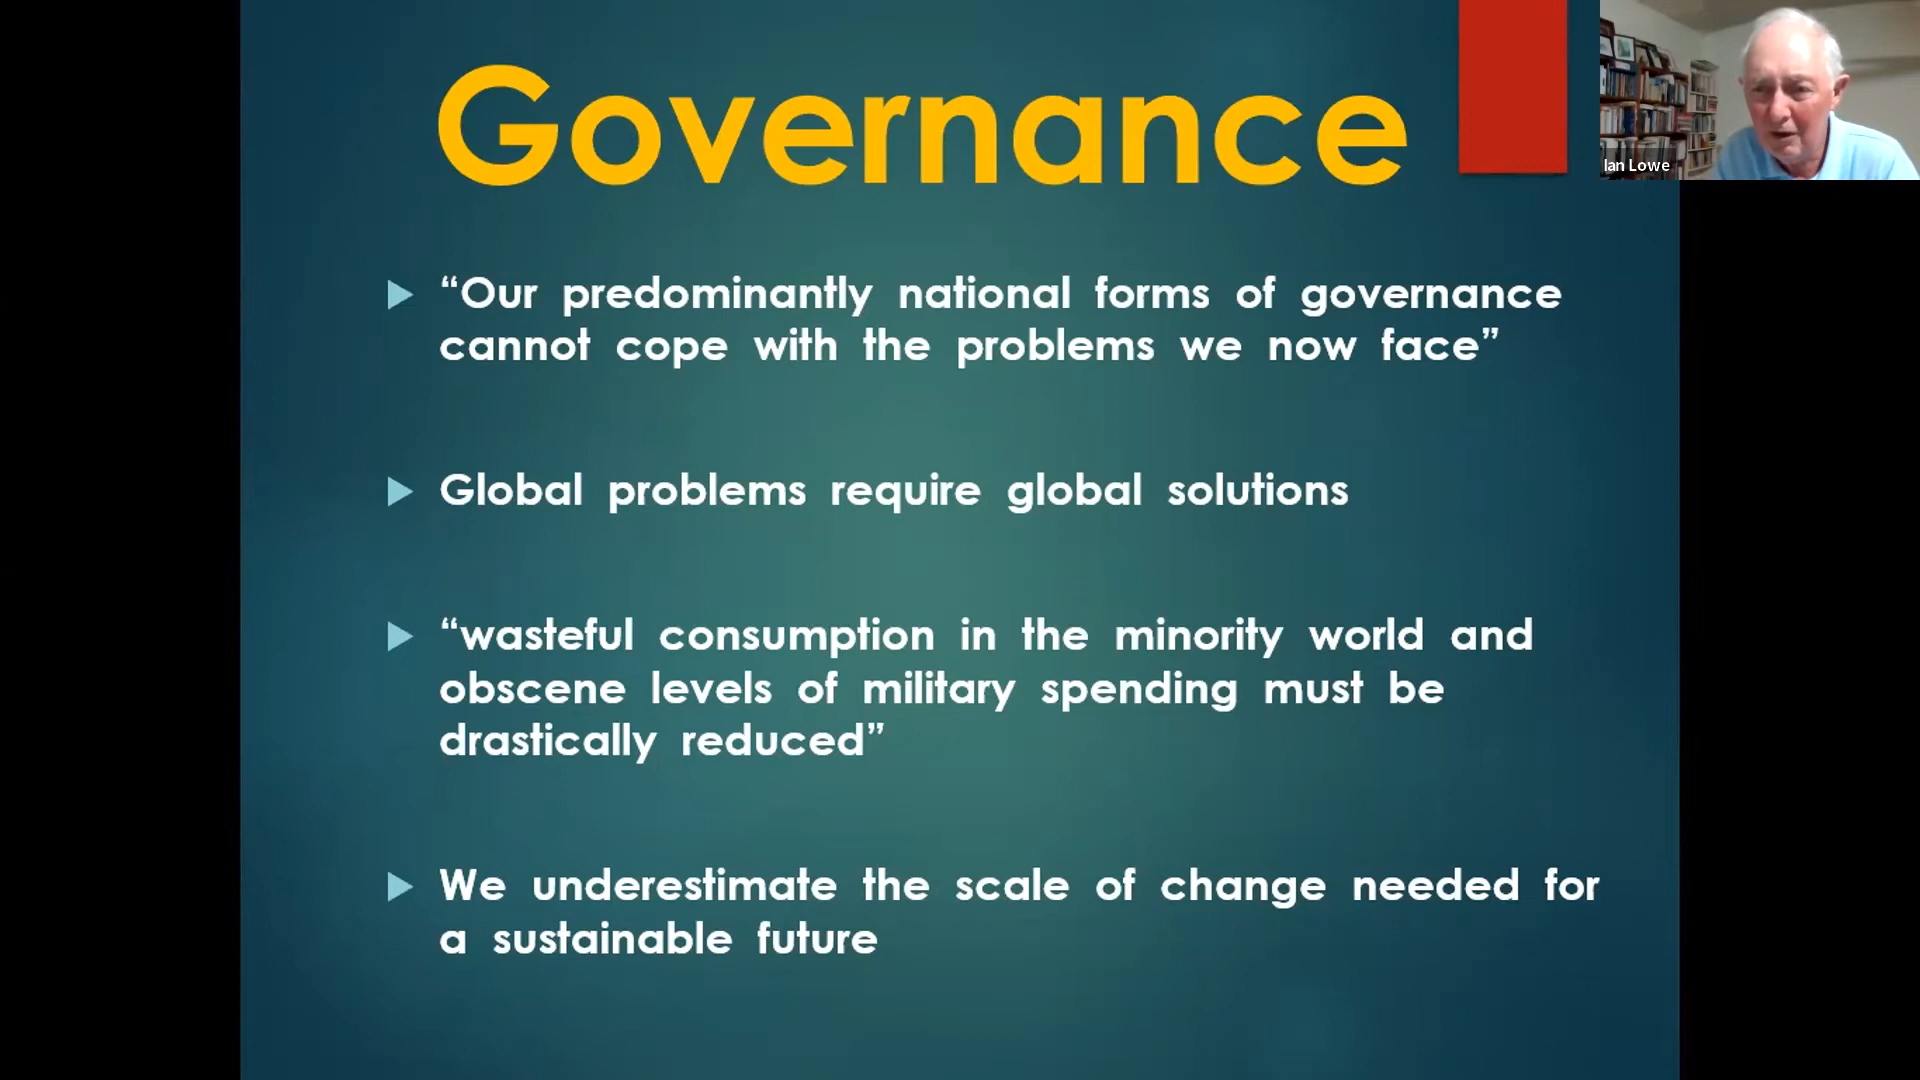 Governance
Ian Lowe
“Our predominantly national forms of governance
cannot cope with the problems we now face”
Global problems require global solutions
“wasteful consumption in the minority world and
obscene levels of military spending must be
drastically reduced”
We underestimate the scale of change needed for
a sustainable future